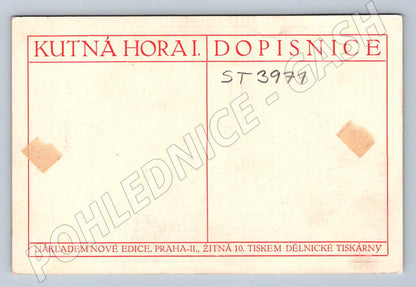 KUTNÁ HORA I. DOPISNICE
ST 3971
POHLEDNICE - GASH
NÁKLADEM NOVÉ EDICE, PRAHA-II., ŽITNÁ 10. TISKEM DĚLNICKÉ TISKÁRNY